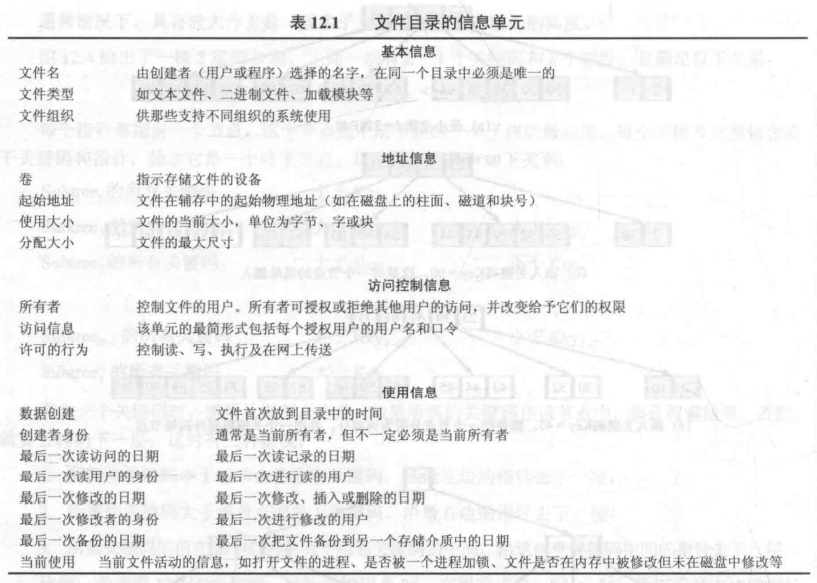 表 12.1 文件目录的信息单元
基本信息
文件名 由创建者（用户或程序）选择的名字，在同一个目录中必须是唯一的
文件类型 如文本文件、二进制文件、加载模块等
文件组织 供那些支持不同组织的系统使用
地址信息
卷 指示存储文件的设备
起始地址 文件在辅存中的起始物理地址（如在磁盘上的柱面、磁道和块号）
使用大小 文件的当前大小，单位为字节、字或块
分配大小 文件的最大尺寸
访问控制信息
所有者 控制文件的用户。所有者可授权或拒绝其他用户的访问，并改变给予它们的权限
访问信息 该单元的最简形式包括每个授权用户的用户名和口令
许可的行为 控制读、写、执行及在网上传送
使用信息
数据创建 文件首次放到目录中的时间
创建者身份 通常是当前所有者，但不一定必须是当前所有者
最后一次读访问的日期 最后一次读记录的日期
最后一次读用户的身份 最后一次进行读的用户
最后一次修改的日期 最后一次修改、插入或删除的日期
最后一次修改者的身份 最后一次进行修改的用户
最后一次备份的日期 最后一次把文件备份到另一个存储介质中的日期
当前使用 当前文件活动的信息，如打开文件的进程、是否被一个进程加锁、文件是否在内存中被修改但未在磁盘中修改等